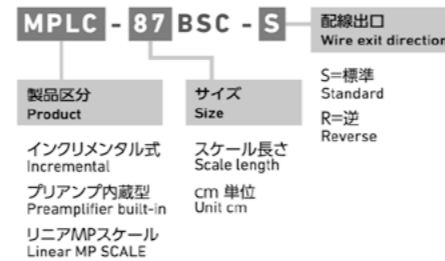 MPLC - 87 BSC - S
配線出口
Wire exit direction
S=標準
Standard
R=逆
Reverse
製品区分
Product
インクリメンタル式
Incremental
プリアンプ内蔵型
Preamplifier built-in
リニアMPスケール
Linear MP SCALE
サイズ
Size
スケール長さ
Scale length
cm 単位
Unit cm